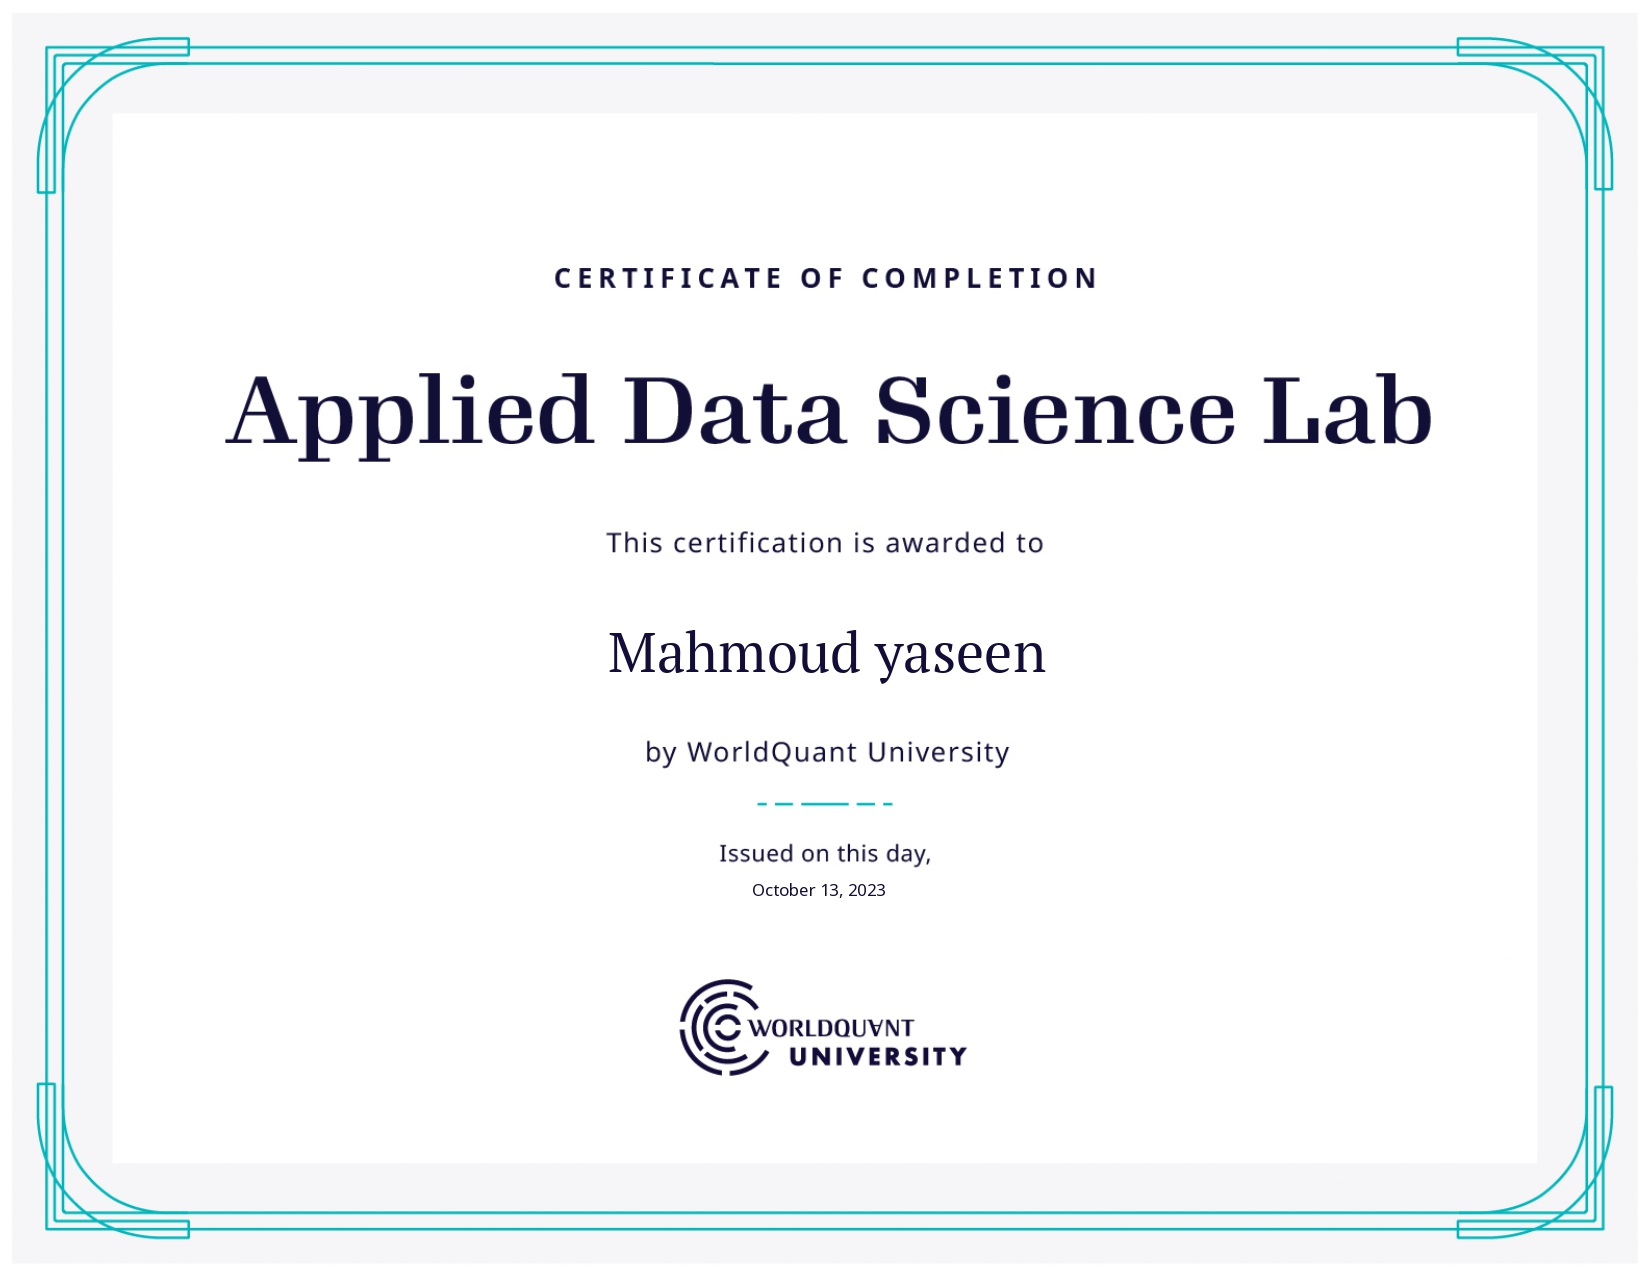 CERTIFICATE OF COMPLETION
Applied Data Science Lab
This certification is awarded to
Mahmoud yaseen
by WorldQuant University
Issued on this day,
October 13, 2023
WORLDQUANT
UNIVERSITY